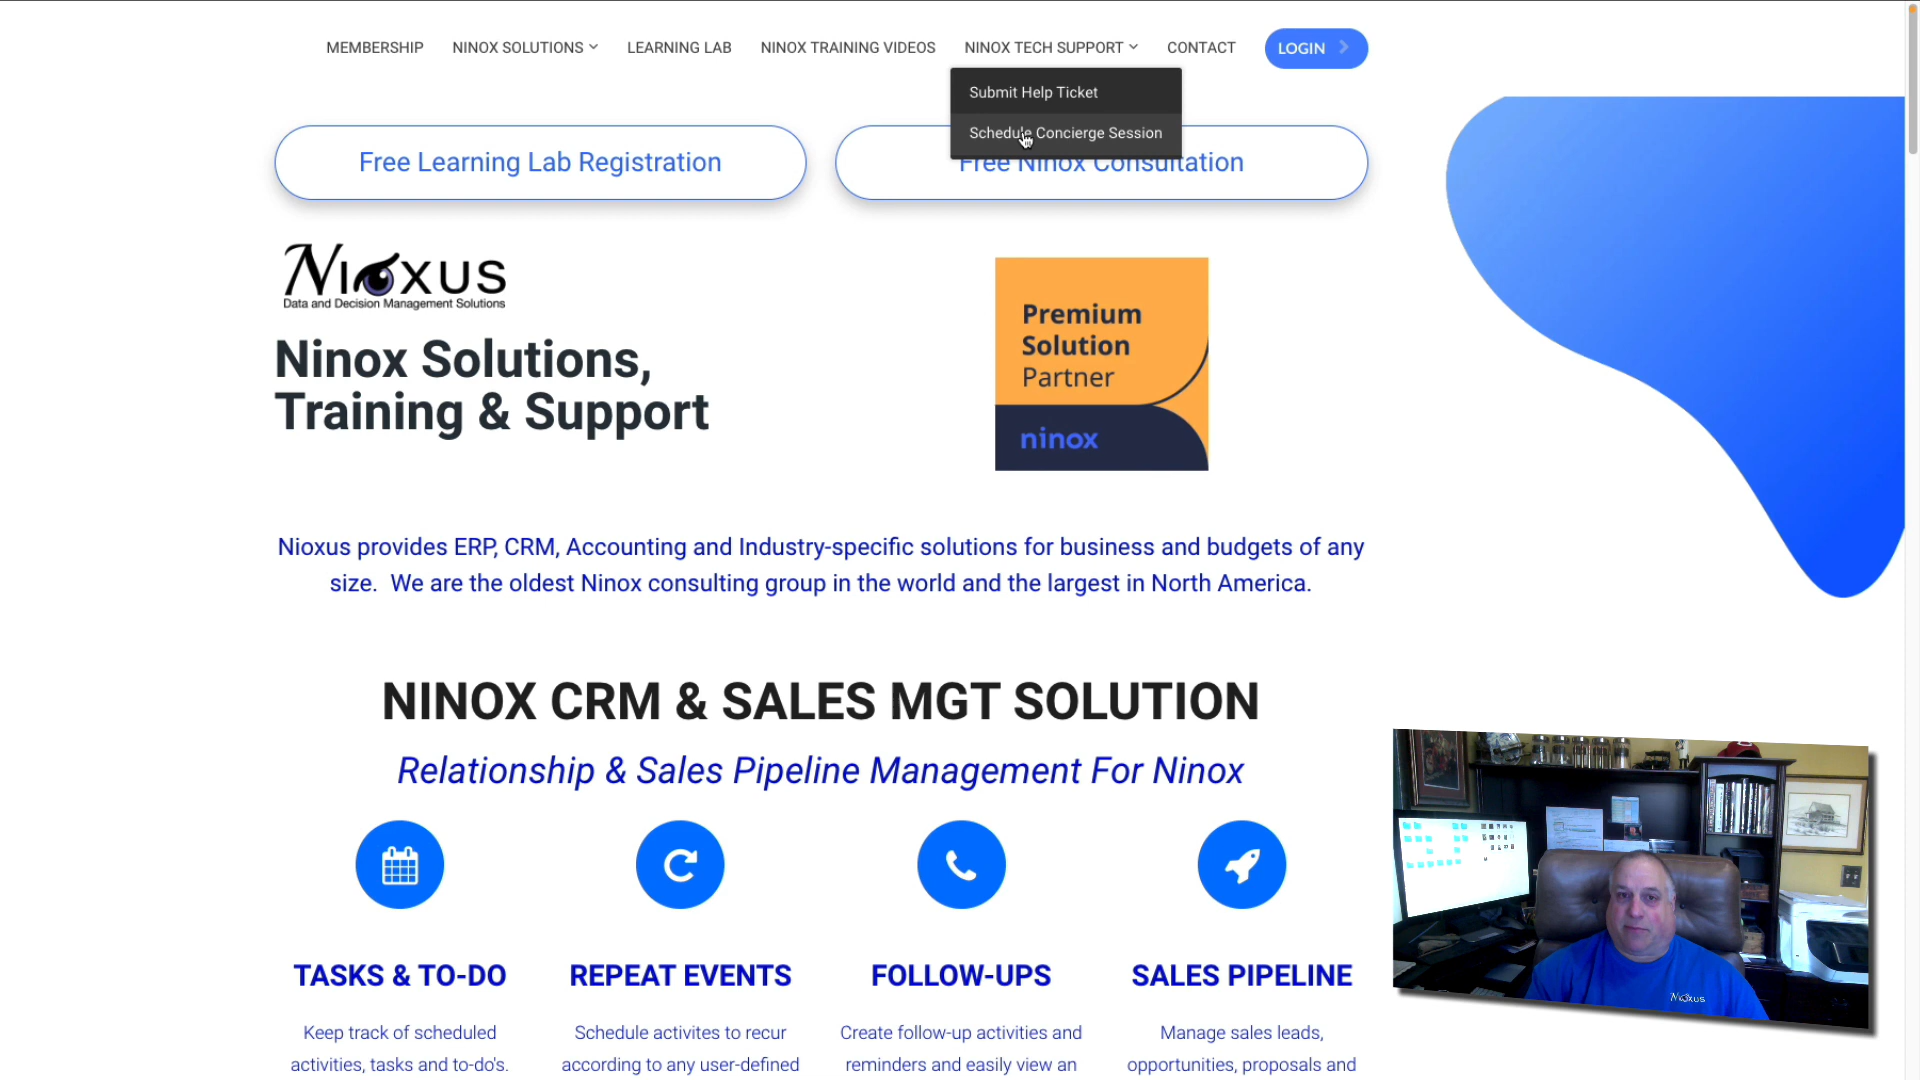 MEMBERSHIP NINOX SOLUTIONS LEARNING LAB NINOX TRAINING VIDEOS NINOX TECH SUPPORT CONTACT LOGIN
Submit Help Ticket
Schedule Concierge Session
Free Learning Lab Registration
Free Ninox Consultation
NIOXUS
Data and Decision Management Solutions
Ninox Solutions,
Training & Support
Premium
Solution
Partner
ninox
Nioxus provides ERP, CRM, Accounting and Industry-specific solutions for business and budgets of any
size. We are the oldest Ninox consulting group in the world and the largest in North America.
NINOX CRM & SALES MGT SOLUTION
Relationship & Sales Pipeline Management For Ninox
TASKS & TO-DO
Keep track of scheduled
activities, tasks and to-do's.
REPEAT EVENTS
Schedule activites to recur
according to any user-defined
FOLLOW-UPS
Create follow-up activities and
reminders and easily view an
SALES PIPELINE
Manage sales leads,
opportunities, proposals and
Nioxus